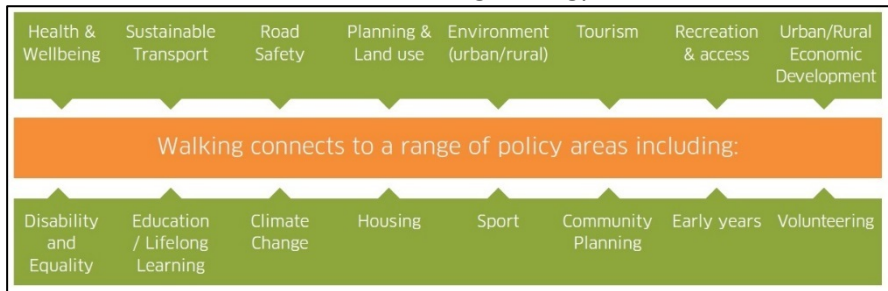 Health &
Wellbeing
Sustainable
Transport
Road
Safety
Planning &
Land use
Environment
(urban/rural)
Tourism
Recreation
& access
Urban/Rural
Economic
Development
Walking connects to a range of policy areas including:
Disability
and
Equality
Education
/ Lifelong
Learning
Climate
Change
Housing
Sport
Community
Planning
Early years
Volunteering